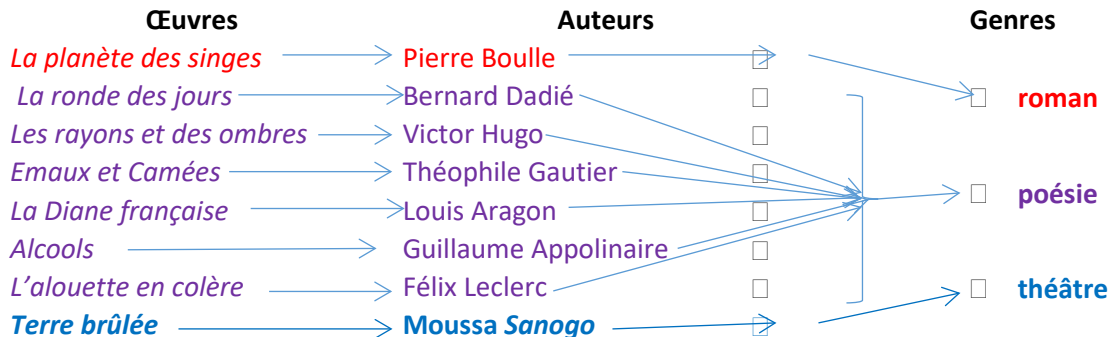 Œuvres Auteurs Genres
La planète des singes Pierre Boulle
La ronde des jours Bernard Dadié roman
Les rayons et des ombres Victor Hugo
Emaux et Camées Théophile Gautier
La Diane française Louis Aragon poésie
Alcools Guillaume Appolinaire
L’alouette en colère Félix Leclerc théâtre
Terre brûlée Moussa Sanogo